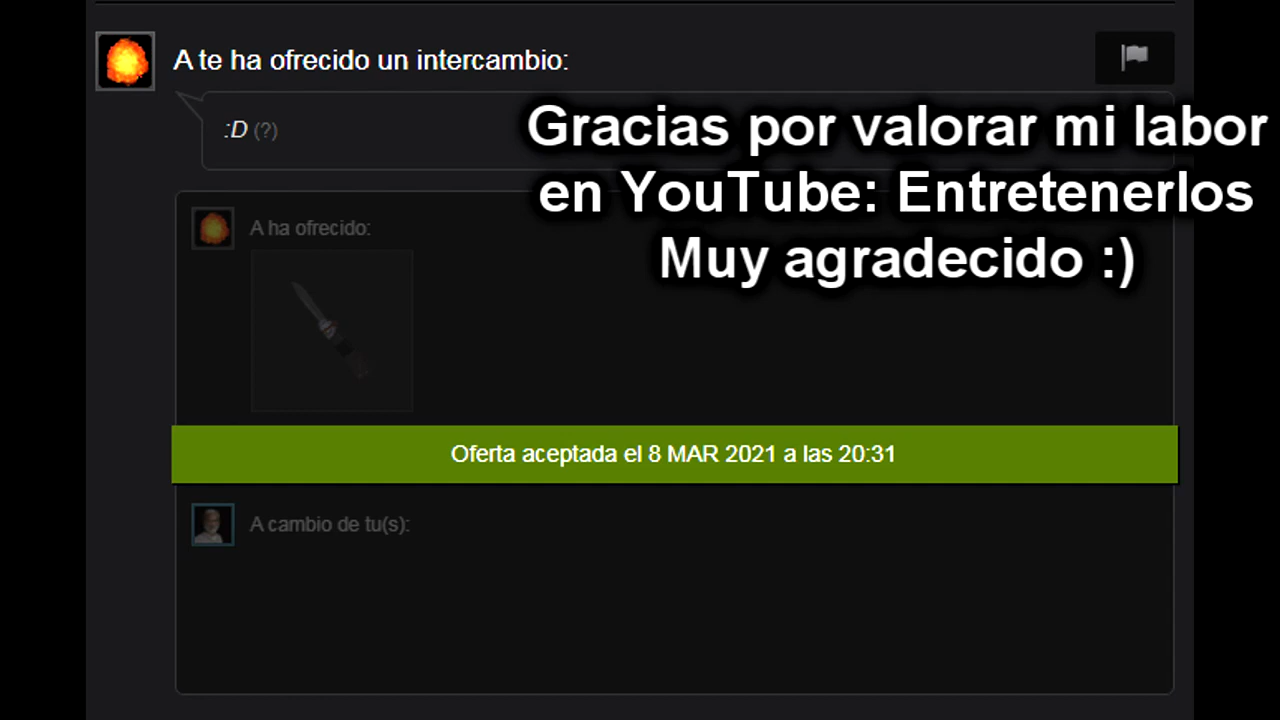 A te ha ofrecido un intercambio:
:D (?)
Gracias por valorar mi labor
en YouTube: Entretenerlos
Muy agradecido :)
A ha ofrecido:
Oferta aceptada el 8 MAR 2021 a las 20:31
A cambio de tu(s):